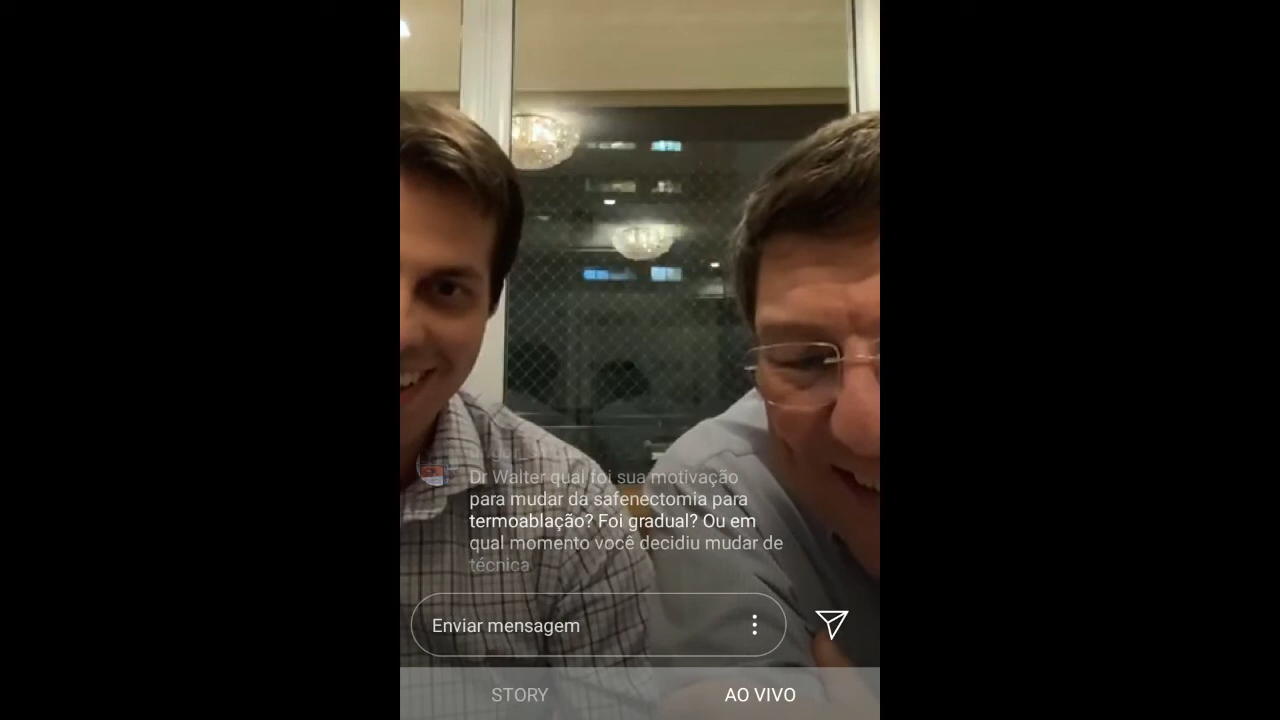 Dr Walter qual foi sua motivação
para mudar da safenectomia para
termoablação? Foi gradual? Ou em
qual momento você decidiu mudar de
técnica
Enviar mensagem
STORY
AO VIVO